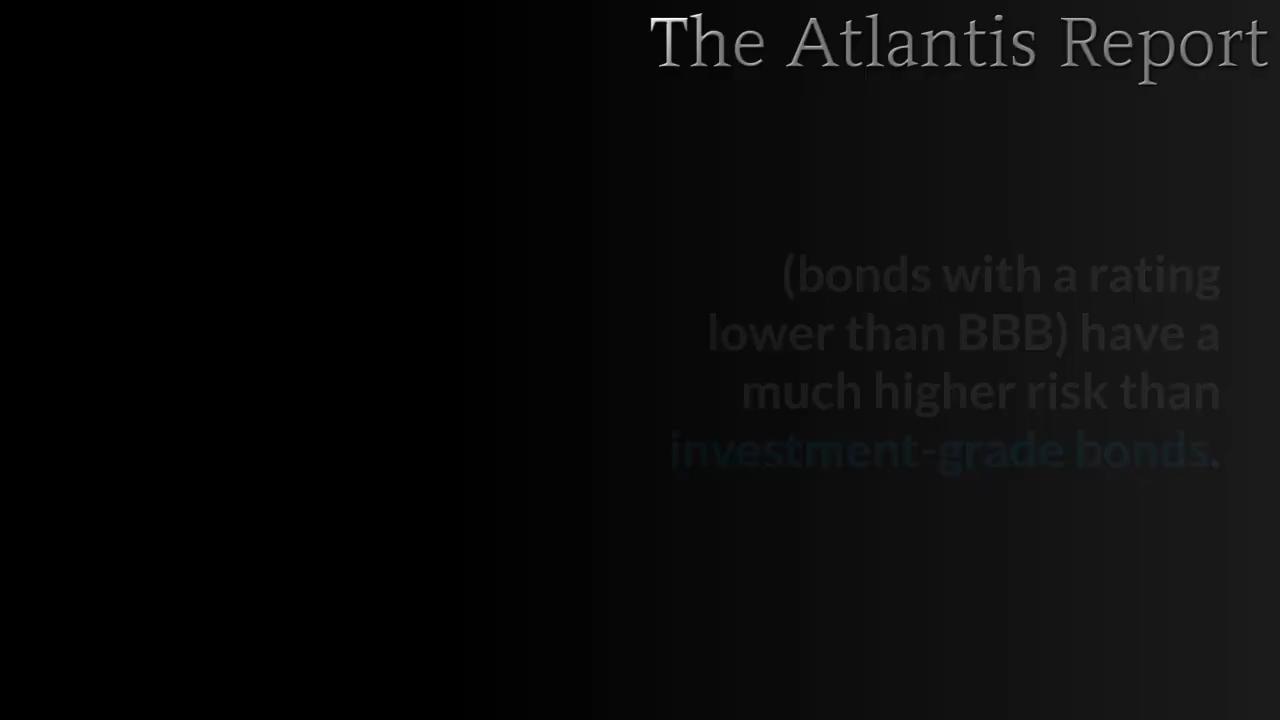 The Atlantis Report
(bonds with a rating
lower than BBB) have a
much higher risk than
investment-grade bonds.